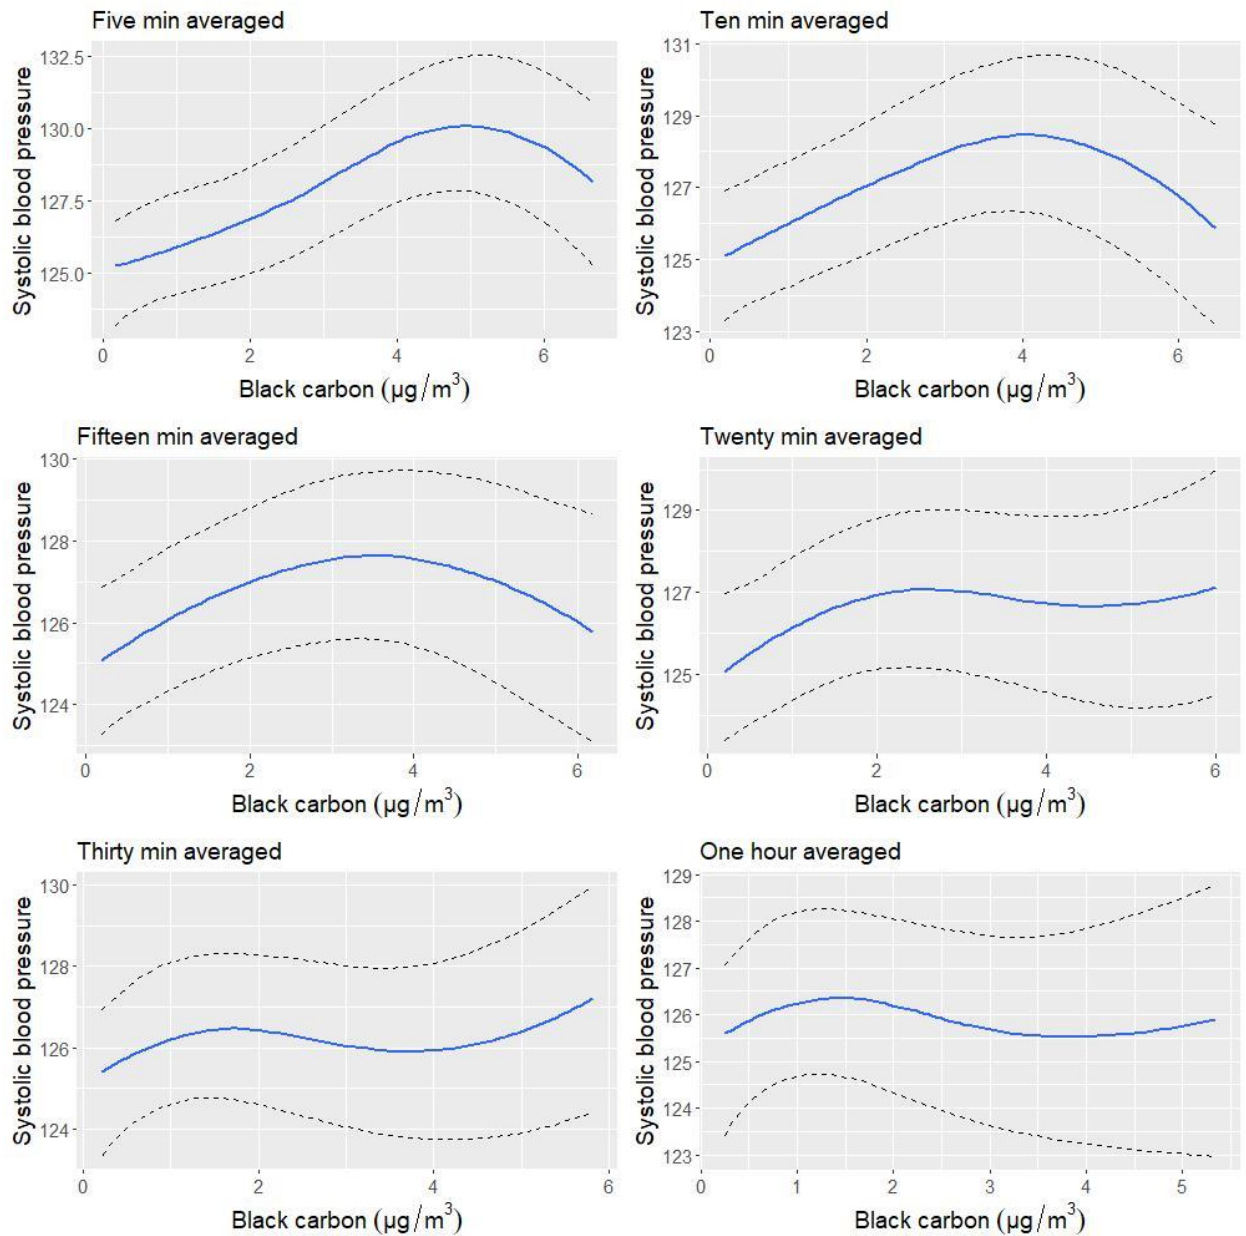 Five min averaged
Systolic blood pressure
132.5
130.0
127.5
125.0
0 2 4 6
Black carbon (µg/m³)
Ten min averaged
Systolic blood pressure
131
129
127
125
123
0 2 4 6
Black carbon (µg/m³)
Fifteen min averaged
Systolic blood pressure
130
128
126
124
0 2 4 6
Black carbon (µg/m³)
Twenty min averaged
Systolic blood pressure
129
127
125
0 2 4 6
Black carbon (µg/m³)
Thirty min averaged
Systolic blood pressure
130
128
126
124
0 2 4 6
Black carbon (µg/m³)
One hour averaged
Systolic blood pressure
129
128
127
126
125
124
123
0 1 2 3 4 5
Black carbon (µg/m³)